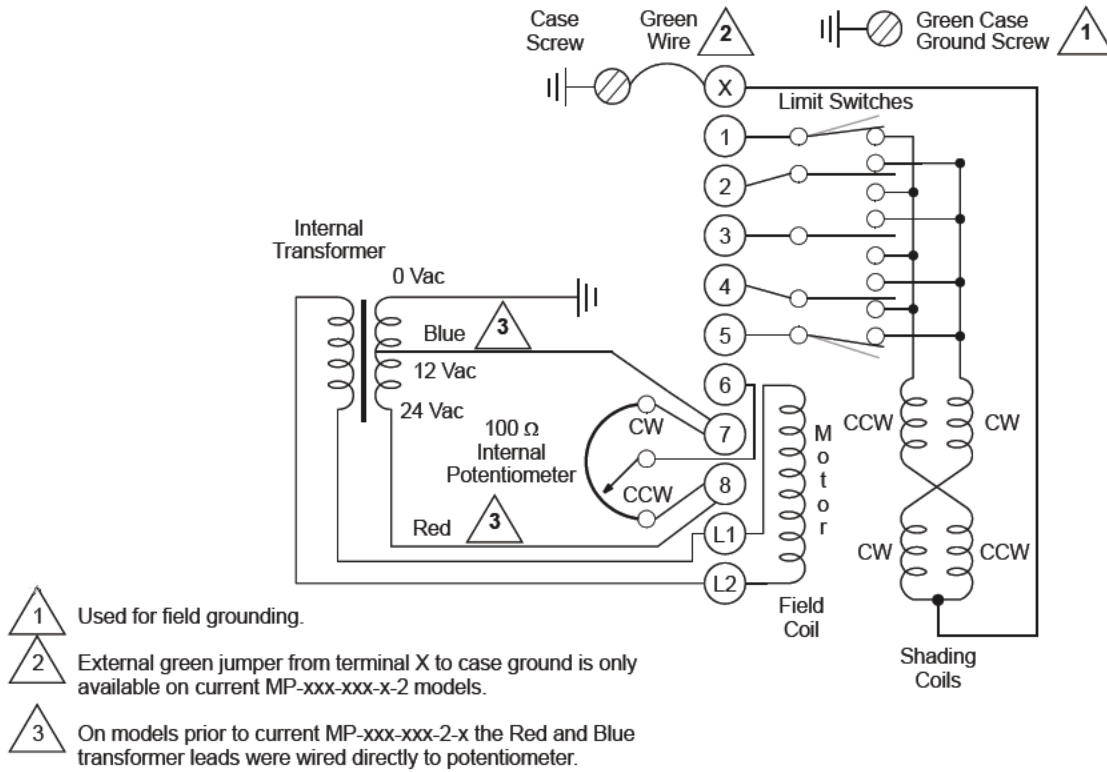 Case
Screw
Green
Wire
2
Green Case
Ground Screw
1
X
Limit Switches
1
2
3
4
5
6
7
8
L1
L2
Internal
Transformer
0 Vac
Blue
3
12 Vac
24 Vac
100 Ω
Internal
Potentiometer
CW
CCW
Red
3
Motor
Field
Coil
CCW
CW
CW
CCW
Shading
Coils
1
Used for field grounding.
2
External green jumper from terminal X to case ground is only
available on current MP-xxx-xxx-x-2 models.
3
On models prior to current MP-xxx-xxx-2-x the Red and Blue
transformer leads were wired directly to potentiometer.